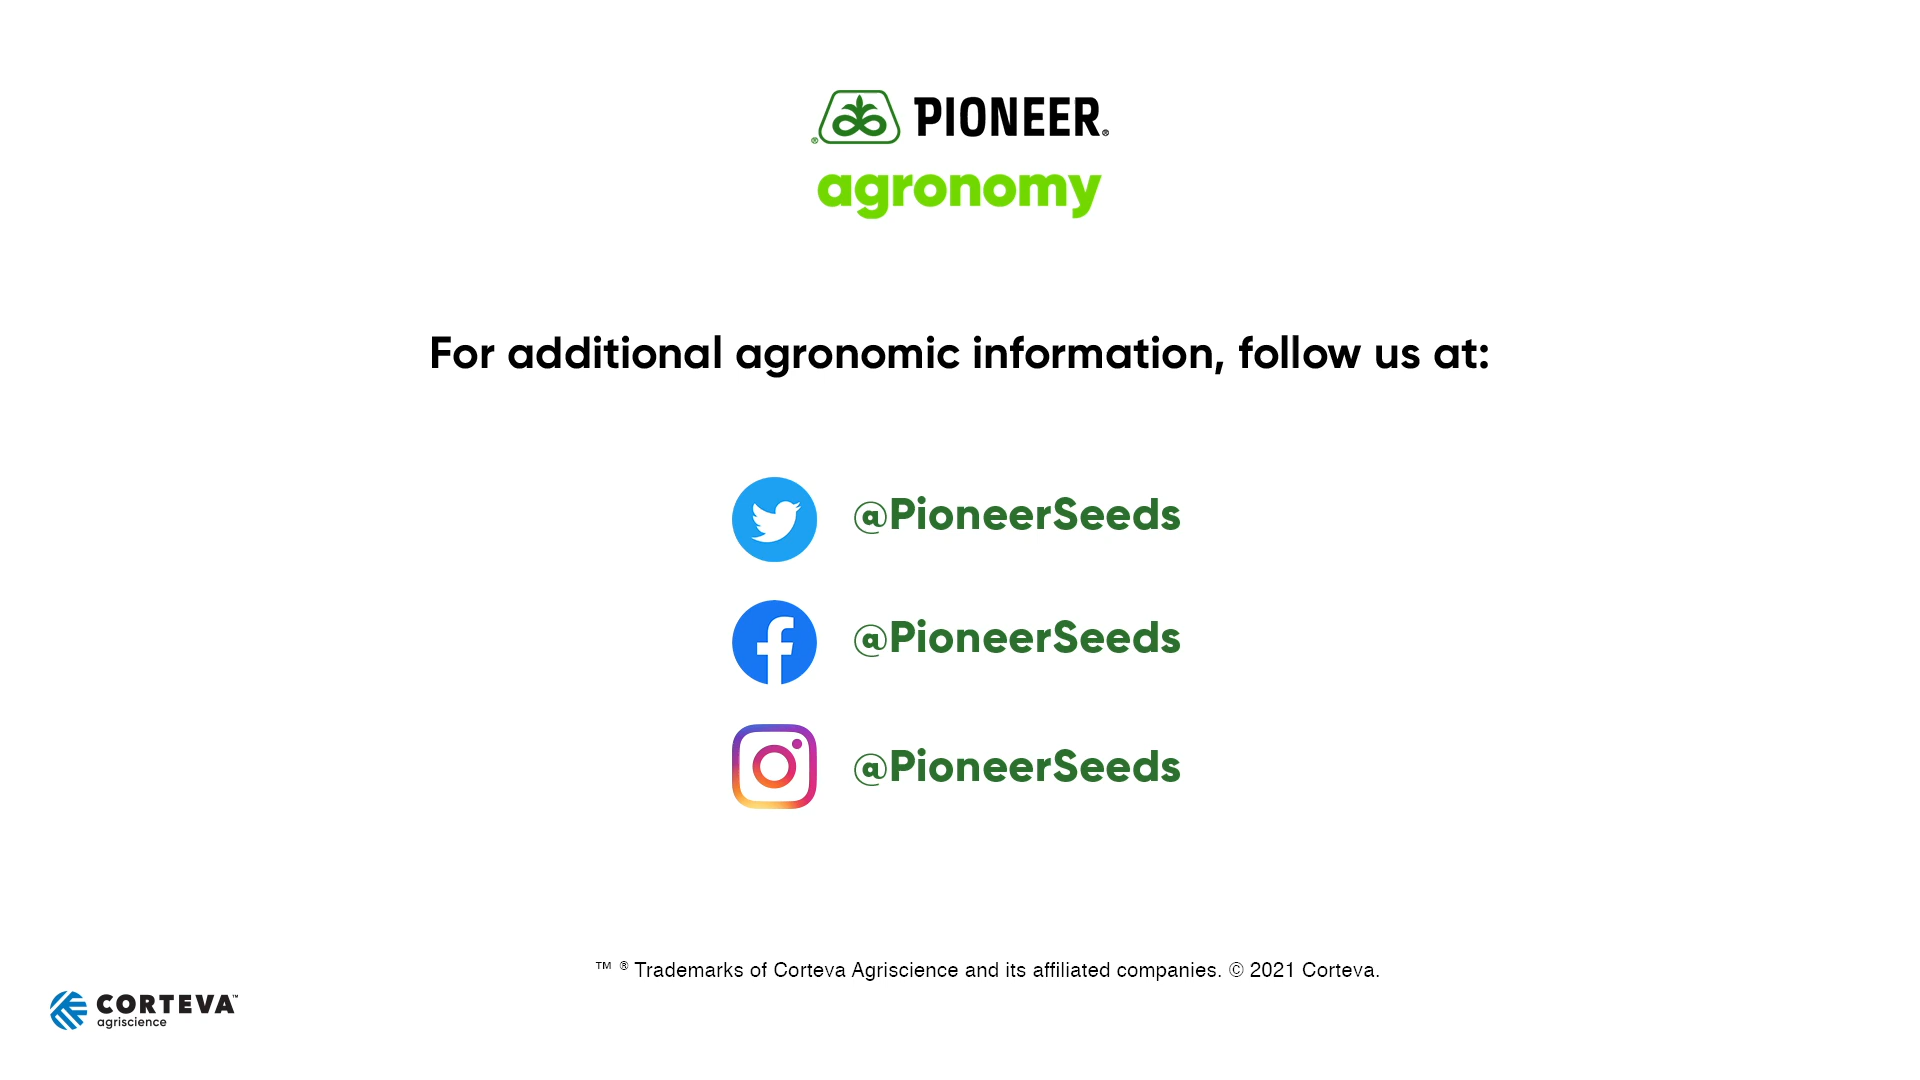 PIONEER®
agronomy
For additional agronomic information, follow us at:
@PioneerSeeds
@PioneerSeeds
@PioneerSeeds
™ ® Trademarks of Corteva Agriscience and its affiliated companies. © 2021 Corteva.
CORTEVA™
agriscience